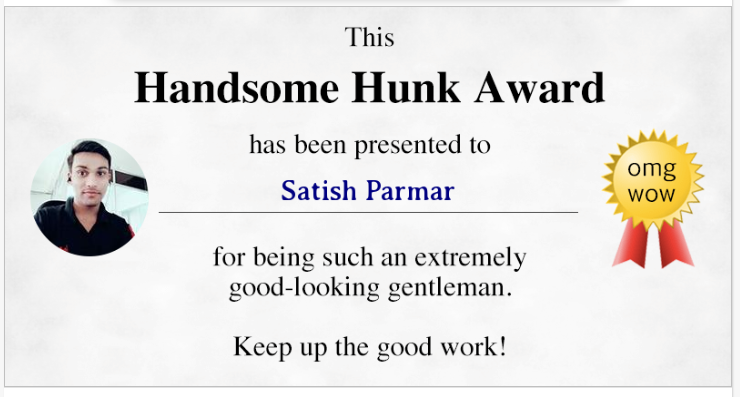 This
Handsome Hunk Award
has been presented to
Satish Parmar
omg
wow
for being such an extremely
good-looking gentleman.
Keep up the good work!